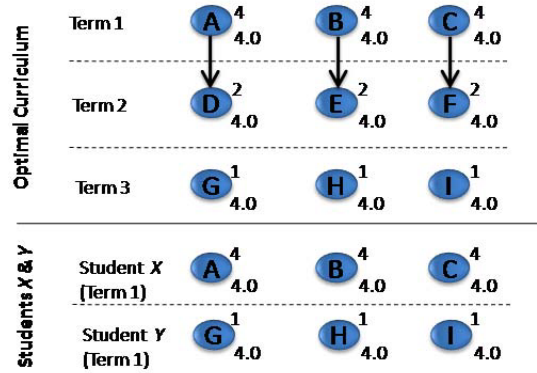 Optimal Curriculum
Term 1 A 4 4.0 B 4 4.0 C 4 4.0
Term 2 D 2 4.0 E 2 4.0 F 2 4.0
Term 3 G 1 4.0 H 1 4.0 I 1 4.0
Students X & Y
Student X (Term 1) A 4 4.0 B 4 4.0 C 4 4.0
Student Y (Term 1) G 1 4.0 H 1 4.0 I 1 4.0